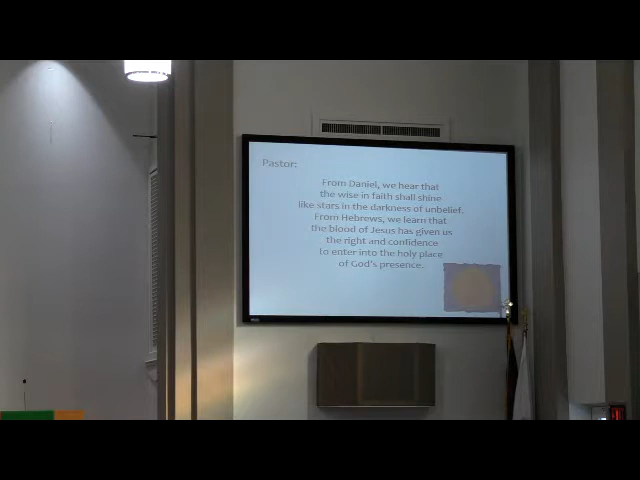 Pastor:
From Daniel, we hear that
the wise in faith shall shine
like stars in the darkness of unbelief.
From Hebrews, we learn that
the blood of Jesus has given us
the right and confidence
to enter into the holy place
of God's presence.